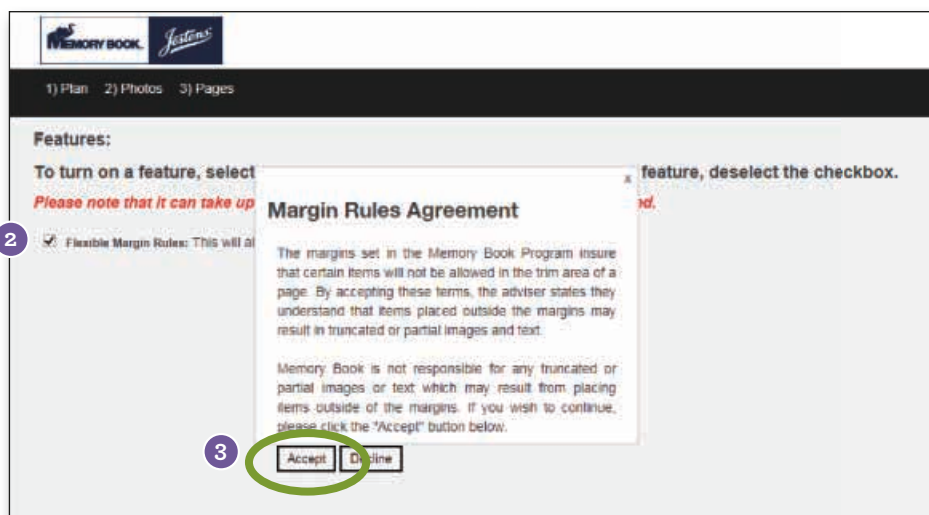 MEMORY BOOK. Jostens
1) Plan 2) Photos 3) Pages
Features:
To turn on a feature, select
feature, deselect the checkbox.
Please note that it can take up
ed.
x
2
Flexible Margin Rules: This will al
Margin Rules Agreement
The margins set in the Memory Book Program insure
that certain items will not be allowed in the trim area of a
page. By accepting these terms, the adviser states they
understand that items placed outside the margins may
result in truncated or partial images and text.
Memory Book is not responsible for any truncated or
partial images or text which may result from placing
items outside of the margins. If you wish to continue,
please click the "Accept" button below.
3
Accept Decline